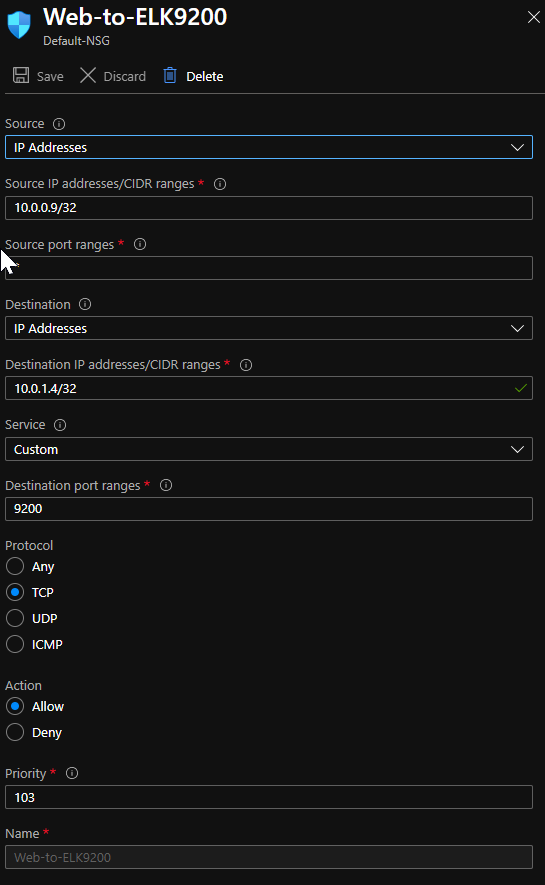 Web-to-ELK9200
Default-NSG
Save Discard Delete
Source
IP Addresses
Source IP addresses/CIDR ranges *
10.0.0.9/32
Source port ranges *
*
Destination
IP Addresses
Destination IP addresses/CIDR ranges *
10.0.1.4/32
Service
Custom
Destination port ranges *
9200
Protocol
Any
TCP
UDP
ICMP
Action
Allow
Deny
Priority *
103
Name *
Web-to-ELK9200